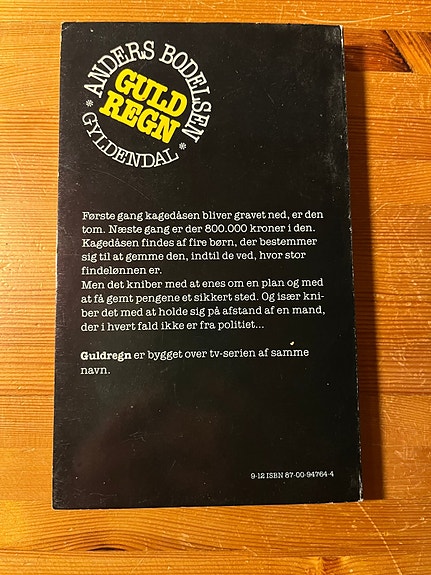 * ANDERS BODELSEN *
GULD
REGN
GYLDENDAL
Første gang kagedåsen bliver gravet ned, er den
tom. Næste gang er der 800.000 kroner i den.
Kagedåsen findes af fire børn, der bestemmer
sig til at gemme den, indtil de ved, hvor stor
findelønnen er.
Men det kniber med at enes om en plan og med
at få gemt pengene et sikkert sted. Og især kni-
ber det med at holde sig på afstand af en mand,
der i hvert fald ikke er fra politiet...
Guldregn er bygget over tv-serien af samme
navn.
9-12 ISBN 87-00-94764-4